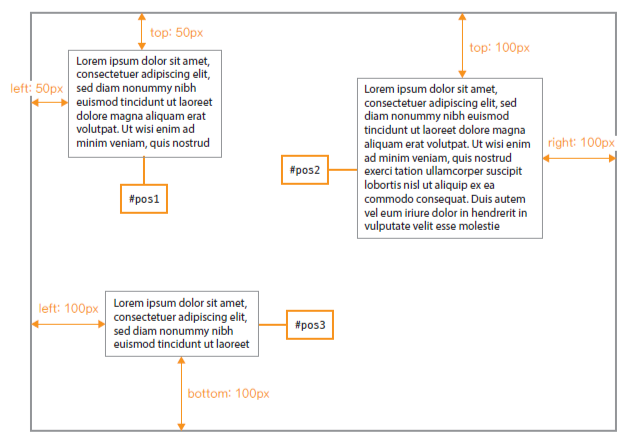 top: 50px
Lorem ipsum dolor sit amet,
consectetuer adipiscing elit,
sed diam nonummy nibh
euismod tincidunt ut laoreet
dolore magna aliquam erat
volutpat. Ut wisi enim ad
minim veniam, quis nostrud
left: 50px
#pos1
top: 100px
Lorem ipsum dolor sit amet,
consectetuer adipiscing elit, sed
diam nonummy nibh euismod
tincidunt ut laoreet dolore magna
aliquam erat volutpat. Ut wisi enim
ad minim veniam, quis nostrud
exerci tation ullamcorper suscipit
lobortis nisl ut aliquip ex ea
commodo consequat. Duis autem
vel eum iriure dolor in hendrerit in
vulputate velit esse molestie
right: 100px
#pos2
left: 100px
Lorem ipsum dolor sit amet,
consectetuer adipiscing elit,
sed diam nonummy nibh
euismod tincidunt ut laoreet
#pos3
bottom: 100px